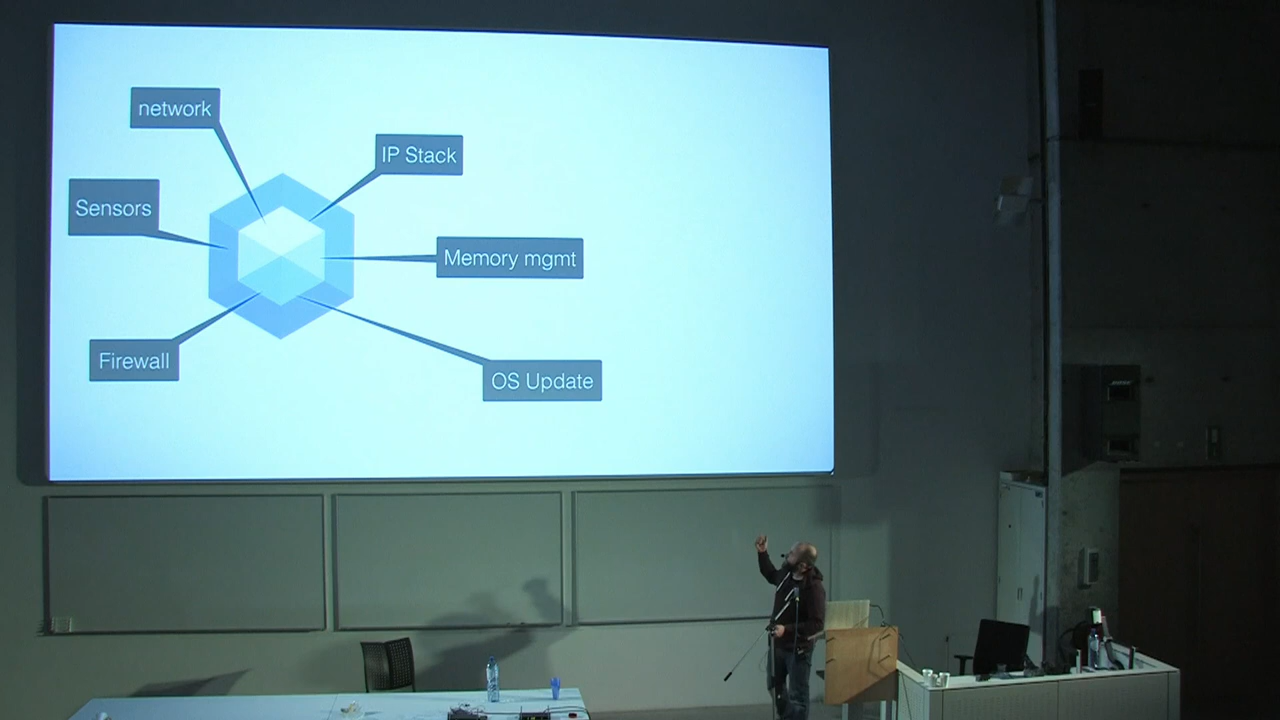 network
IP Stack
Sensors
Memory mgmt
Firewall
OS Update